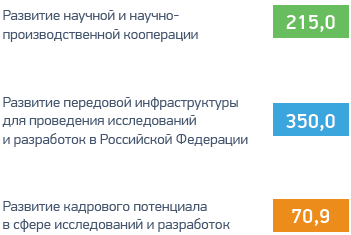 Развитие научной и научно-
производственной кооперации
215,0
Развитие передовой инфраструктуры
для проведения исследований
и разработок в Российской Федерации
350,0
Развитие кадрового потенциала
в сфере исследований и разработок
70,9